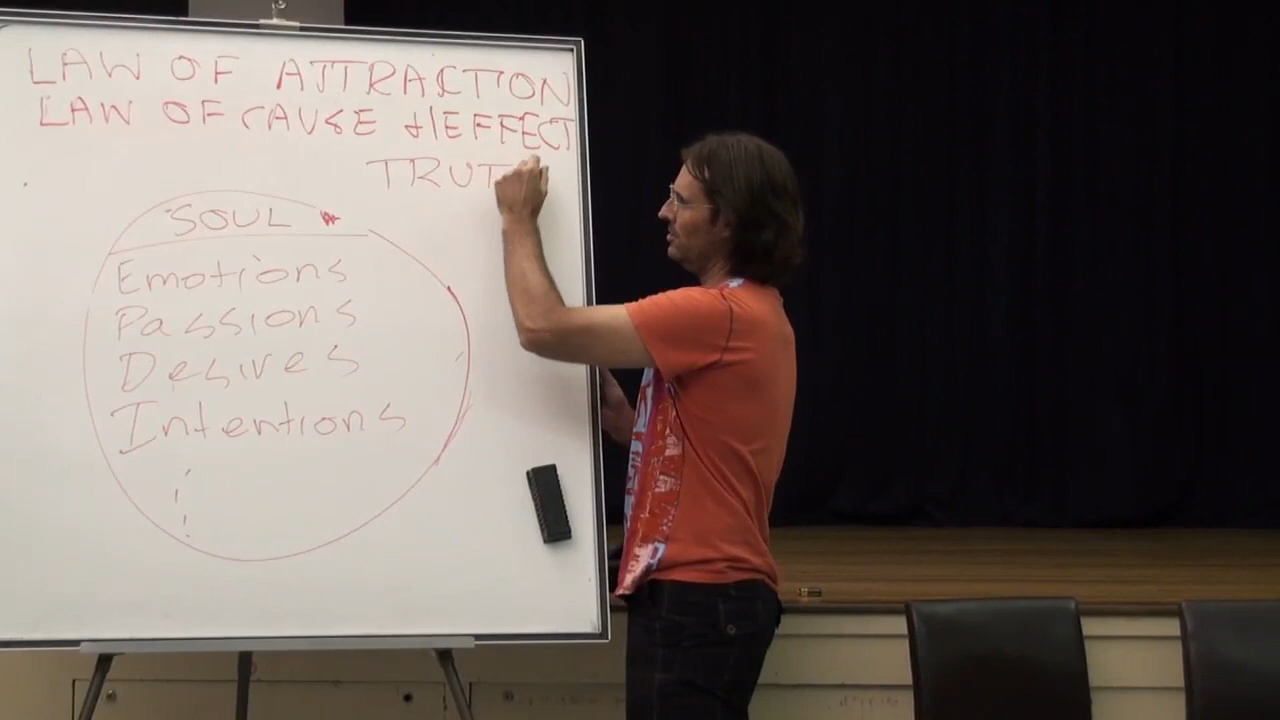 LAW OF ATTRACTION
LAW OF CAUSE & EFFECT
TRUT
SOUL
Emotions
Passions
Desires
Intentions